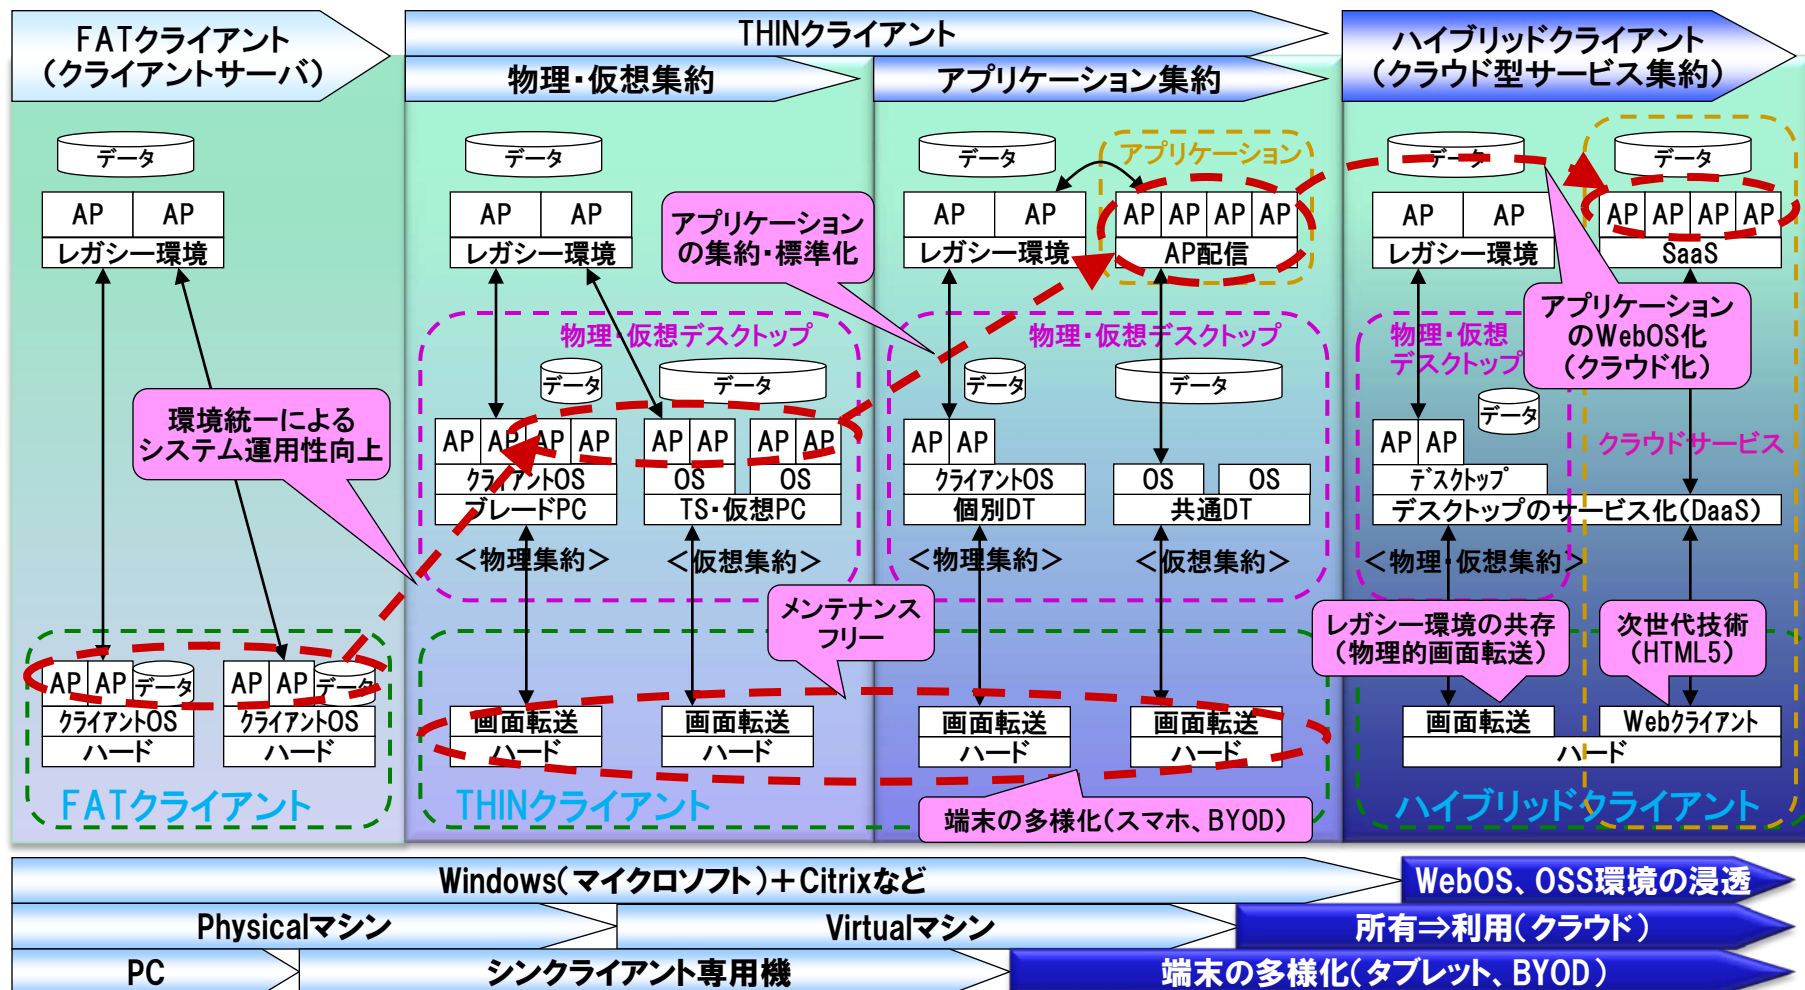 FATクライアント
(クライアントサーバ)
THINクライアント
物理・仮想集約
アプリケーション集約
ハイブリッドクライアント
(クラウド型サービス集約)
データ
AP
AP
レガシー環境
環境統一による
システム運用性向上
AP
AP
データ
クライアントOS
ハード
AP
AP
データ
クライアントOS
ハード
FATクライアント
データ
AP
AP
レガシー環境
アプリケーション
の集約・標準化
物理・仮想デスクトップ
データ
データ
AP
AP
AP
AP
クライアントOS
ブレードPC
AP
AP
AP
AP
OS
OS
TS・仮想PC
<物理集約>
<仮想集約>
メンテナンス
フリー
画面転送
ハード
画面転送
ハード
THINクライアント
データ
AP
AP
レガシー環境
アプリケーション
AP
AP
AP
AP
AP配信
物理・仮想デスクトップ
データ
データ
AP
AP
クライアントOS
個別DT
OS
OS
共通DT
<物理集約>
<仮想集約>
画面転送
ハード
画面転送
ハード
端末の多様化(スマホ、BYOD)
データ
AP
AP
レガシー環境
データ
AP
AP
AP
AP
SaaS
アプリケーション
のWebOS化
(クラウド化)
物理・仮想
デスクトップ
データ
AP
AP
クラウドサービス
デスクトップ
デスクトップのサービス化(DaaS)
<物理・仮想集約>
レガシー環境の共存
(物理的画面転送)
次世代技術
(HTML5)
画面転送
Webクライアント
ハード
ハイブリッドクライアント
Windows(マイクロソフト)+Citrixなど
WebOS、OSS環境の浸透
Physicalマシン
Virtualマシン
所有⇒利用(クラウド)
PC
シンクライアント専用機
端末の多様化(タブレット、BYOD)